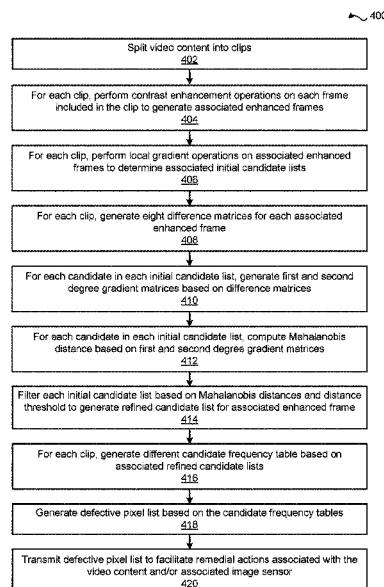 400
Split video content into clips
402
For each clip, perform contrast enhancement operations on each frame
included in the clip to generate associated enhanced frames
404
For each clip, perform local gradient operations on associated enhanced
frames to determine associated initial candidate lists
406
For each clip, generate eight difference matrices for each associated
enhanced frame
408
For each candidate in each initial candidate list, generate first and second
degree gradient matrices based on difference matrices
410
For each candidate in each initial candidate list, compute Mahalanobis
distance based on first and second degree gradient matrices
412
Filter each initial candidate list based on Mahalanobis distances and distance
threshold to generate refined candidate list for associated enhanced frame
414
For each clip, generate different candidate frequency table based on
associated refined candidate lists
416
Generate defective pixel list based on the candidate frequency tables
418
Transmit defective pixel list to facilitate remedial actions associated with the
video content and/or associated image sensor
420